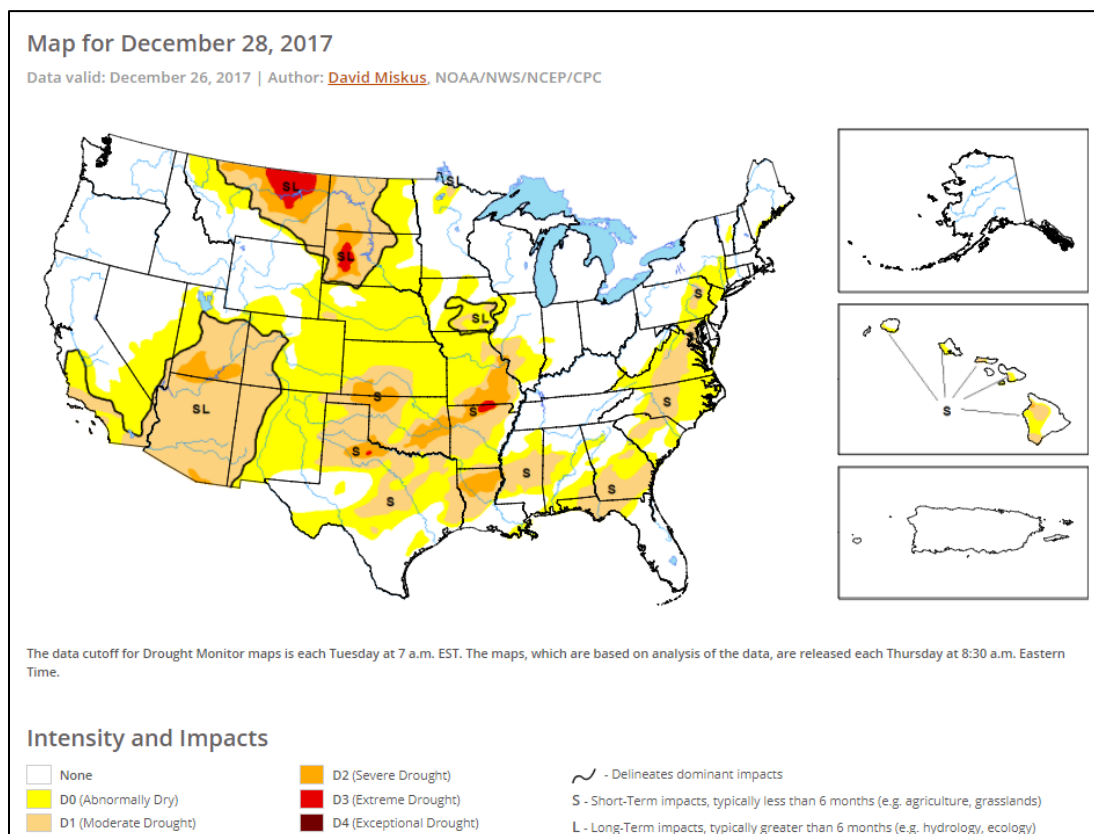 Map for December 28, 2017
Data valid: December 26, 2017 | Author: David Miskus, NOAA/NWS/NCEP/CPC
SL
SL
SL
S
SL
SL
S
S
S
S
S
S
S
S
The data cutoff for Drought Monitor maps is each Tuesday at 7 a.m. EST. The maps, which are based on analysis of the data, are released each Thursday at 8:30 a.m. Eastern
Time.
Intensity and Impacts
None
D0 (Abnormally Dry)
D1 (Moderate Drought)
D2 (Severe Drought)
D3 (Extreme Drought)
D4 (Exceptional Drought)
- Delineates dominant impacts
S - Short-Term impacts, typically less than 6 months (e.g. agriculture, grasslands)
L - Long-Term impacts, typically greater than 6 months (e.g. hydrology, ecology)